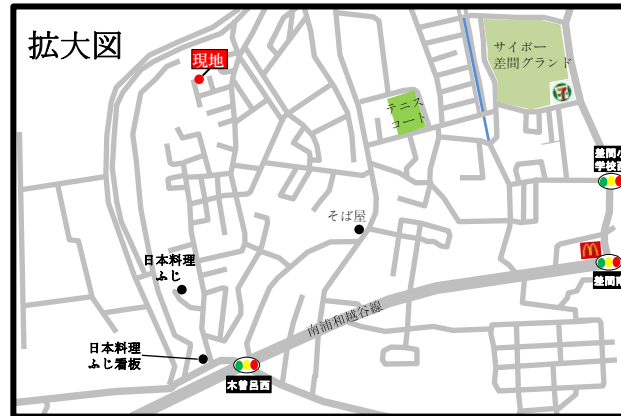 拡大図
現地
サイボー
差間グランド
テニス
コート
そば屋
日本料理
ふじ
南浦和越谷線
日本料理
ふじ看板
木曽呂西